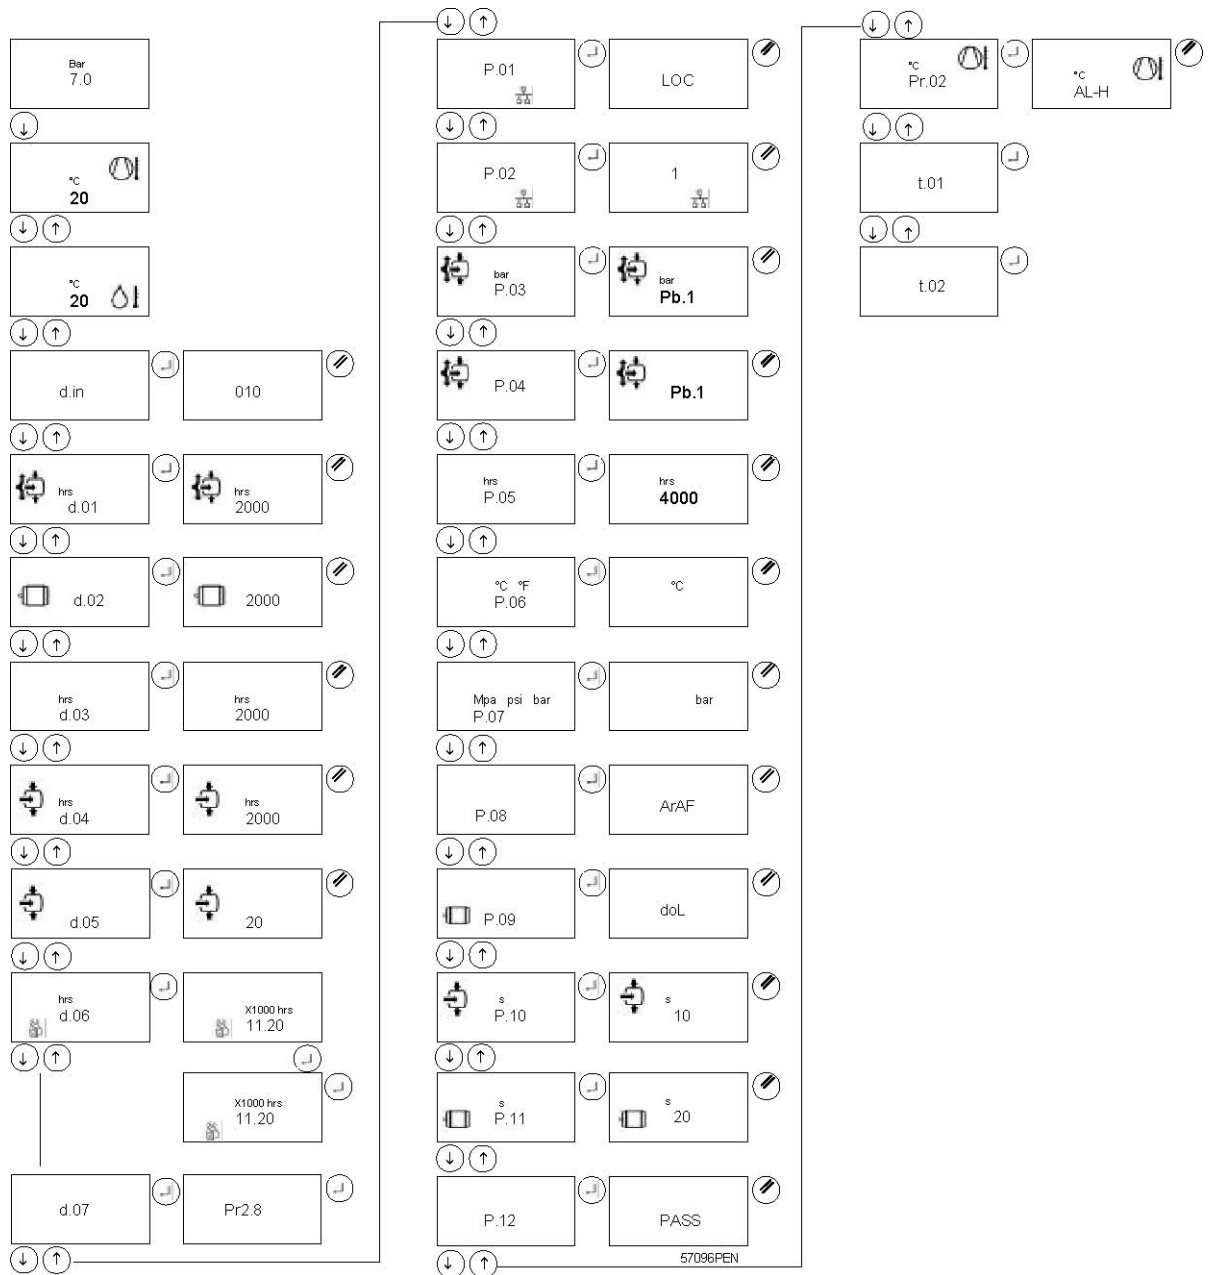 Bar
7.0
°C
20
°C
20
d.in
010
hrs
d.01
hrs
2000
d.02
2000
hrs
d.03
hrs
2000
hrs
d.04
hrs
2000
d.05
20
hrs
d.06
X1000 hrs
11.20
X1000 hrs
11.20
d.07
Pr2.8
P.01
LOC
P.02
1
bar
P.03
bar
Pb.1
P.04
Pb.1
hrs
P.05
hrs
4000
°C °F
P.06
°C
Mpa psi bar
P.07
bar
P.08
ArAF
P.09
doL
s
P.10
s
10
s
P.11
s
20
P.12
PASS
57096PEN
°C
Pr.02
°C
AL-H
t.01
t.02